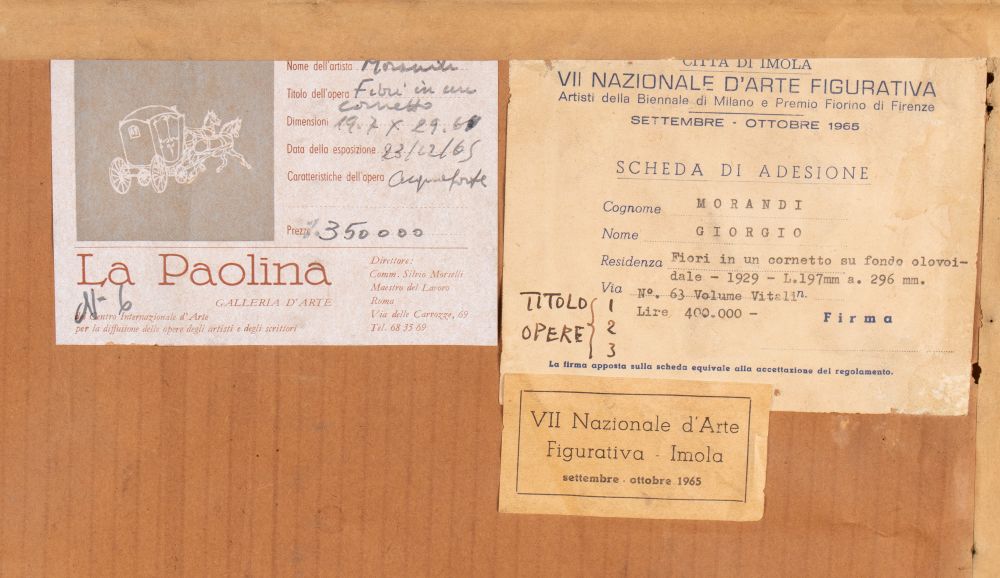 Nome dell'artista Morandi
Titolo dell'opera Fiori in un
cornetto
Dimensioni 19.7 x 29.6
Data della esposizione 23/12/65
Caratteristiche dell'opera acquaforte
Prezzo 350000
La Paolina
GALLERIA D'ARTE
N- 6
Centro Internazionale d'Arte
per la diffusione delle opere degli artisti e degli scrittori
Direttore:
Comm. Silvio Morselli
Maestro del Lavoro
Roma
Via delle Carrozze, 69
Tel. 68 35 69
CITTÀ DI IMOLA
VII NAZIONALE D'ARTE FIGURATIVA
Artisti della Biennale di Milano e Premio Fiorino di Firenze
SETTEMBRE - OTTOBRE 1965
SCHEDA DI ADESIONE
Cognome MORANDI
Nome GIORGIO
Residenza Fiori in un cornetto su fondo olovoi-
dale - 1929 - L.197mm a. 296 mm.
Via Nº. 63 Volume Vitali n.
Lire 400.000 -
TITOLO OPERE { 1
2
3
Firma
La firma apposta sulla scheda equivale alla accettazione del regolamento.
VII Nazionale d'Arte
Figurativa - Imola
settembre - ottobre 1965